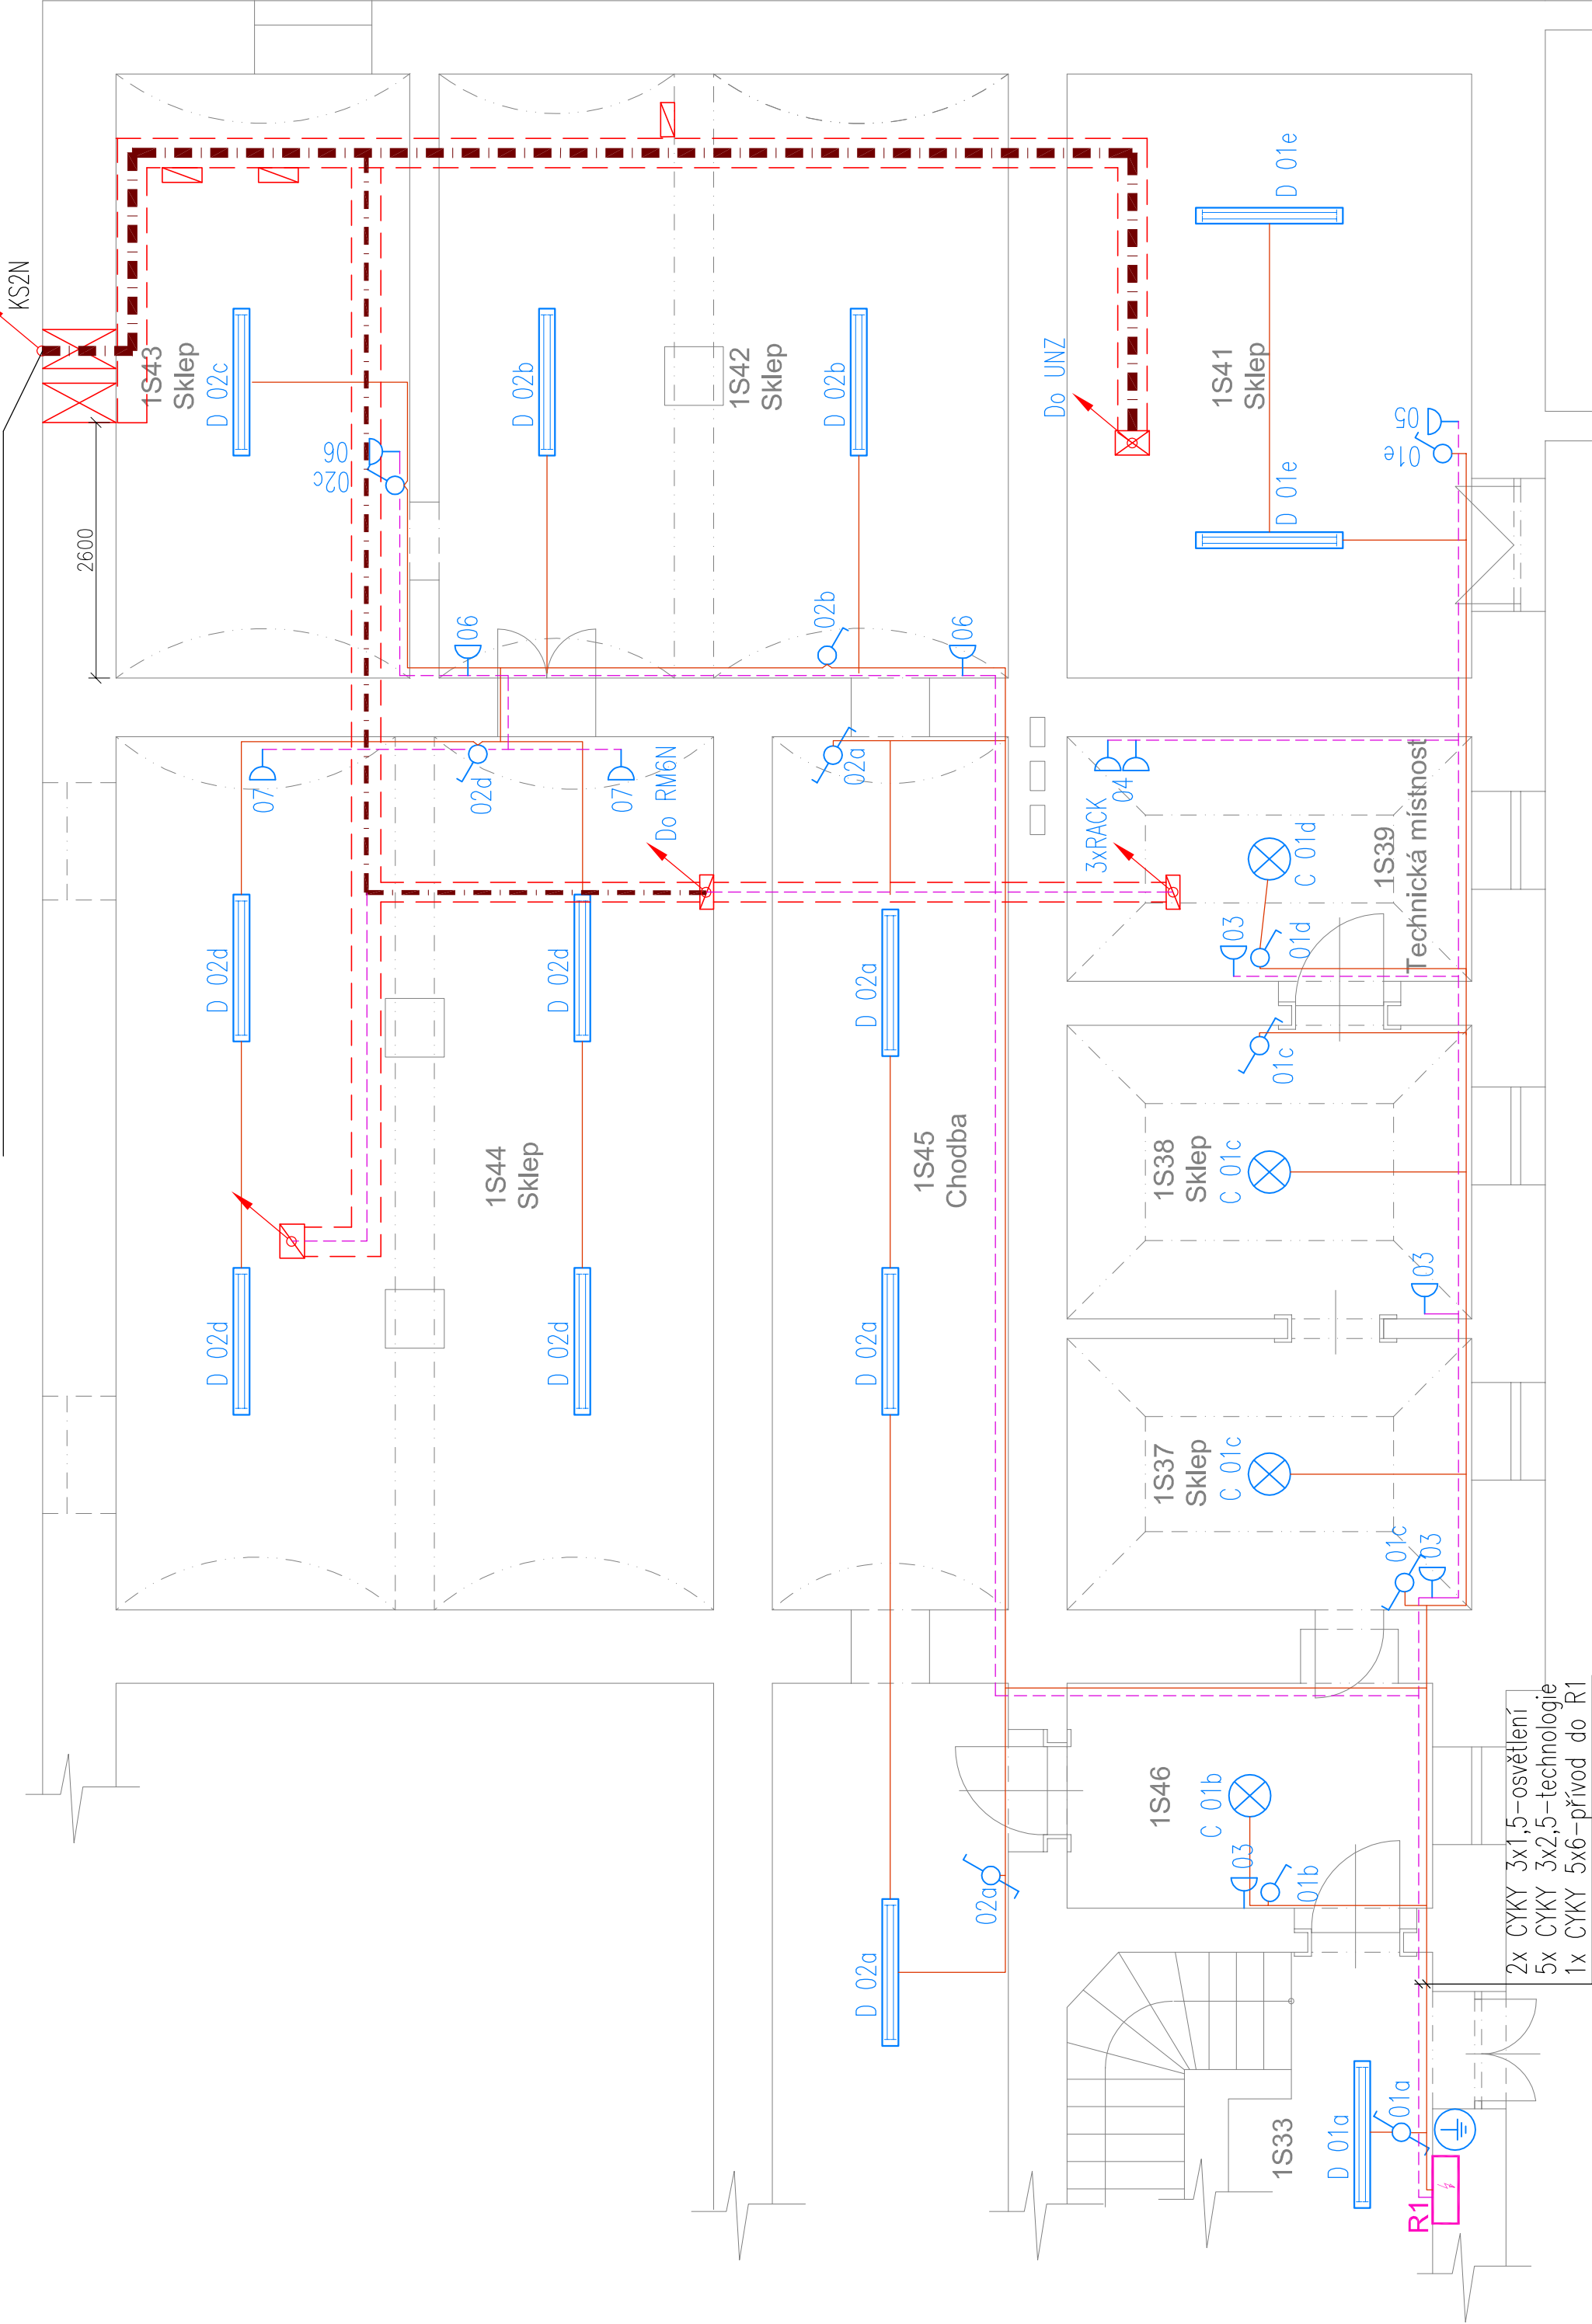 KS2N
2600
1S43
Sklep
D 02c
06
02c
D 02b
1S42
Sklep
D 02b
02b
06
06
Do UNZ
1S41
Sklep
D 01e
D 01e
05
01e
07
02d
07
Do RM6N
02a
D 02d
D 02d
1S44
Sklep
D 02d
D 02d
D 02a
1S45
Chodba
D 02a
3xRACK
04
1S39
Technická místnost
C 01d
03
01d
01c
1S38
Sklep
C 01c
03
1S37
Sklep
C 01c
01c
03
1S46
C 01b
03
01b
02a
D 02a
1S33
D 01a
01a
R1
2x CYKY 3x1,5-osvětlení
5x CYKY 3x2,5-technologie
1x CYKY 5x6-přívod do R1